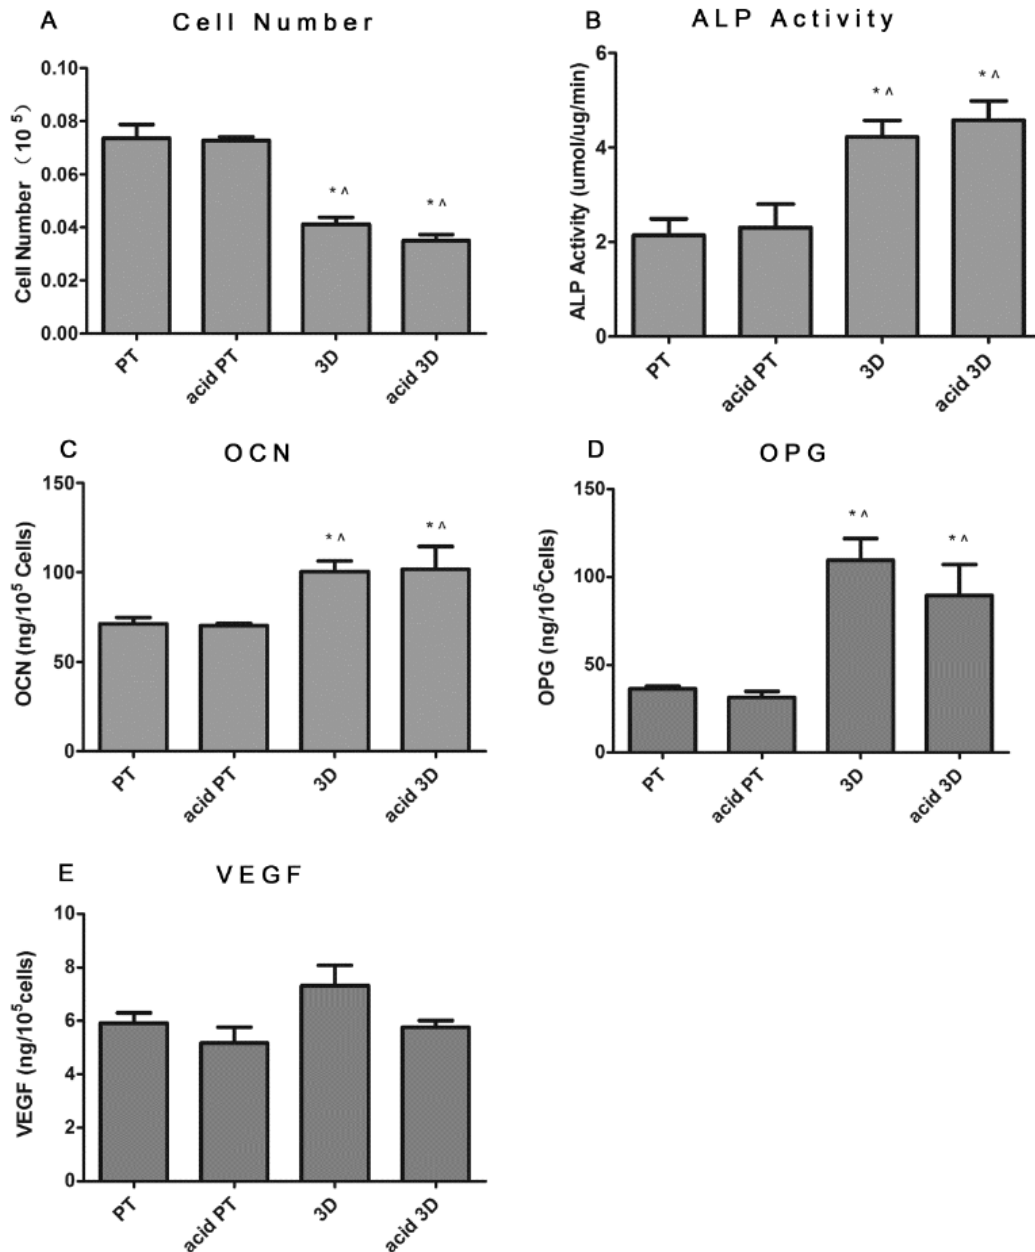 A
Cell Number
Cell Number (10⁵)
0.10
0.08
0.06
0.04
0.02
0.00
* ^
* ^
PT
acid PT
3D
acid 3D
B
ALP Activity
ALP Activity (umol/ug/min)
6
4
2
0
* ^
* ^
PT
acid PT
3D
acid 3D
C
OCN
OCN (ng/10⁵ Cells)
150
100
50
0
* ^
* ^
PT
acid PT
3D
acid 3D
D
OPG
OPG (ng/10⁵Cells)
150
100
50
0
* ^
* ^
PT
acid PT
3D
acid 3D
E
VEGF
VEGF (ng/10⁵cells)
10
8
6
4
2
0
PT
acid PT
3D
acid 3D